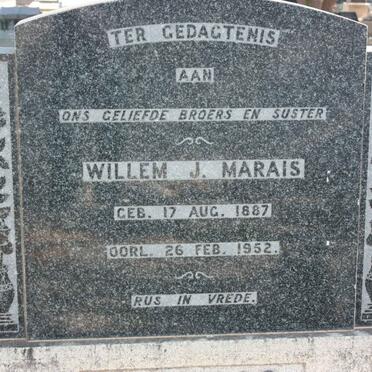 TER GEDAGTENIS
AAN
ONS GELIEFDE BROERS EN SUSTER
WILLEM J. MARAIS
GEB. 17 AUG. 1887
OORL. 26 FEB. 1952.
RUS IN VREDE.